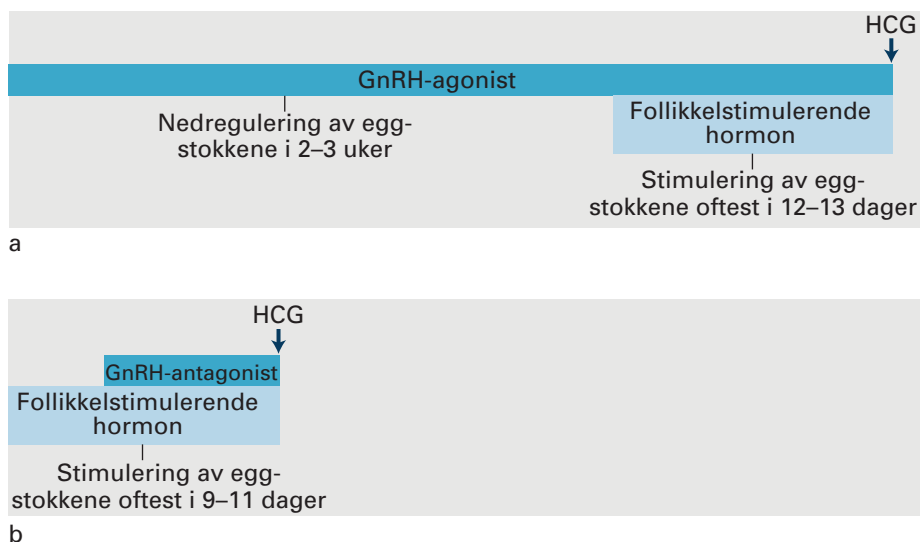 HCG
GnRH-agonist
Nedregulering av egg-
stokkene i 2–3 uker
Follikkelstimulerende
hormon
Stimulering av egg-
stokkene oftest i 12–13 dager
a
HCG
GnRH-antagonist
Follikkelstimulerende
hormon
Stimulering av egg-
stokkene oftest i 9–11 dager
b